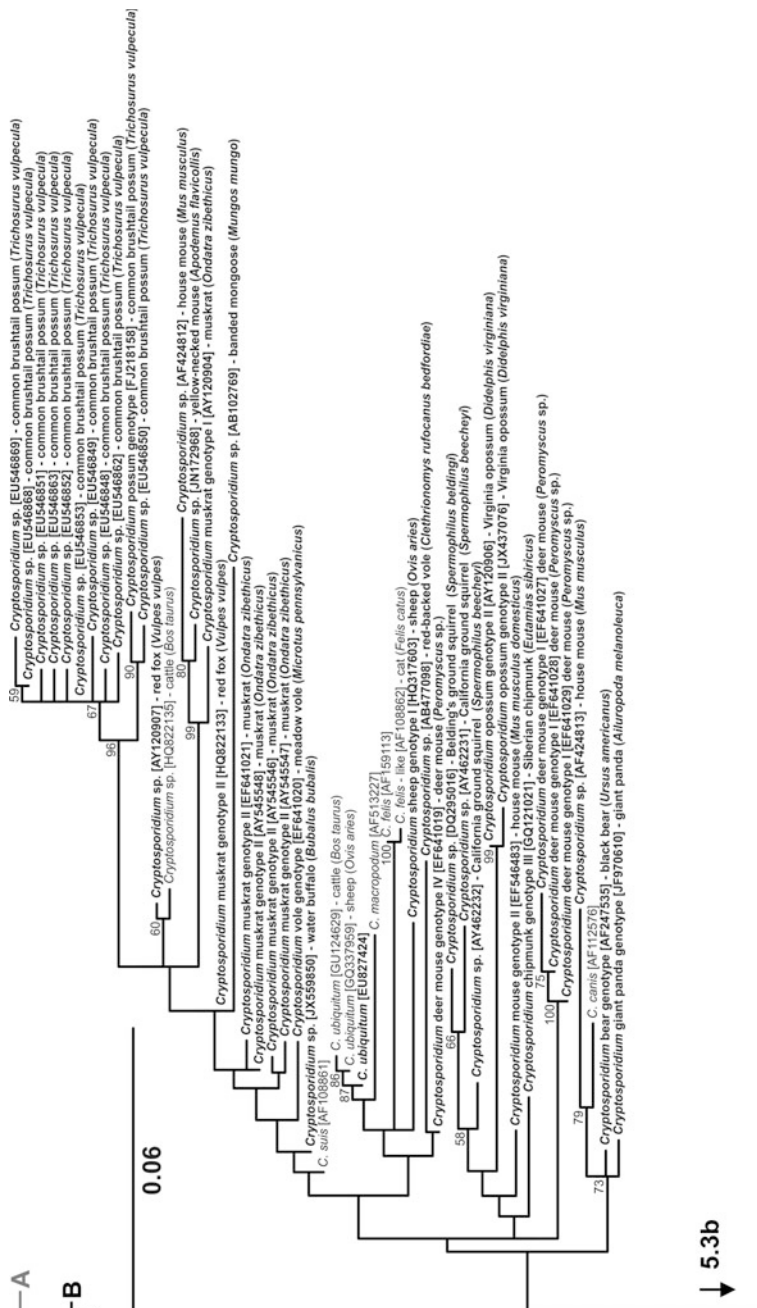 Cryptosporidium sp. [EU546869] - common brushtail possum (Trichosurus vulpecula)
59
Cryptosporidium sp. [EU546868] - common brushtail possum (Trichosurus vulpecula)
Cryptosporidium sp. [EU546851] - common brushtail possum (Trichosurus vulpecula)
Cryptosporidium sp. [EU546863] - common brushtail possum (Trichosurus vulpecula)
Cryptosporidium sp. [EU546852] - common brushtail possum (Trichosurus vulpecula)
Cryptosporidium sp. [EU546853] - common brushtail possum (Trichosurus vulpecula)
67
Cryptosporidium sp. [EU546849] - common brushtail possum (Trichosurus vulpecula)
Cryptosporidium sp. [EU546848] - common brushtail possum (Trichosurus vulpecula)
96
Cryptosporidium sp. [EU546862] - common brushtail possum (Trichosurus vulpecula)
90
Cryptosporidium possum genotype [FJ218158] - common brushtail possum (Trichosurus vulpecula)
Cryptosporidium sp. [EU546850] - common brushtail possum (Trichosurus vulpecula)
60
Cryptosporidium sp. [AY120907] - red fox (Vulpes vulpes)
Cryptosporidium sp. [HQ822135] - cattle (Bos taurus)
80
Cryptosporidium sp. [AF424812] - house mouse (Mus musculus)
99
Cryptosporidium sp. [JN172968] - yellow-necked mouse (Apodemus flavicollis)
Cryptosporidium muskrat genotype I [AY120904] - muskrat (Ondatra zibethicus)
Cryptosporidium muskrat genotype II [HQ822133] - red fox (Vulpes vulpes)
Cryptosporidium sp. [AB102769] - banded mongoose (Mungos mungo)
Cryptosporidium muskrat genotype II [EF641021] - muskrat (Ondatra zibethicus)
Cryptosporidium muskrat genotype II [AY545548] - muskrat (Ondatra zibethicus)
Cryptosporidium muskrat genotype II [AY545546] - muskrat (Ondatra zibethicus)
Cryptosporidium muskrat genotype II [AY545547] - muskrat (Ondatra zibethicus)
Cryptosporidium vole genotype [EF641020] - meadow vole (Microtus pennsylvanicus)
Cryptosporidium sp. [JX559850] - water buffalo (Bubalus bubalis)
C. suis [AF108861]
86
C. ubiquitum [GU124629] - cattle (Bos taurus)
87
C. ubiquitum [GQ337959] - sheep (Ovis aries)
C. ubiquitum [EU827424]
C. macropodum [AF513227]
100
C. felis [AF159113]
C. felis - like [AF108862] - cat (Felis catus)
Cryptosporidium sheep genotype I [HQ317603] - sheep (Ovis aries)
Cryptosporidium sp. [AB477098] - red-backed vole (Clethrionomys rufocanus bedfordiae)
Cryptosporidium deer mouse genotype IV [EF641019] - deer mouse (Peromyscus sp.)
66
Cryptosporidium sp. [DQ295016] - Belding's ground squirrel (Spermophilus beldingi)
58
Cryptosporidium sp. [AY462231] - California ground squirrel (Spermophilus beecheyi)
Cryptosporidium sp. [AY462232] - California ground squirrel (Spermophilus beecheyi)
99
Cryptosporidium opossum genotype II [AY120906] - Virginia opossum (Didelphis virginiana)
Cryptosporidium opossum genotype II [JX437076] - Virginia opossum (Didelphis virginiana)
Cryptosporidium mouse genotype II [EF546483] - house mouse (Mus musculus domesticus)
Cryptosporidium chipmunk genotype III [GQ121021] - Siberian chipmunk (Eutamias sibiricus)
75
Cryptosporidium deer mouse genotype I [EF641027] deer mouse (Peromyscus sp.)
100
Cryptosporidium deer mouse genotype I [EF641028] deer mouse (Peromyscus sp.)
Cryptosporidium deer mouse genotype I [EF641029] deer mouse (Peromyscus sp.)
Cryptosporidium sp. [AF424813] - house mouse (Mus musculus)
79
C. canis [AF112576]
73
Cryptosporidium bear genotype [AF247535] - black bear (Ursus americanus)
Cryptosporidium giant panda genotype [JF970610] - giant panda (Ailuropoda melanoleuca)
A
B
0.06
5.3b